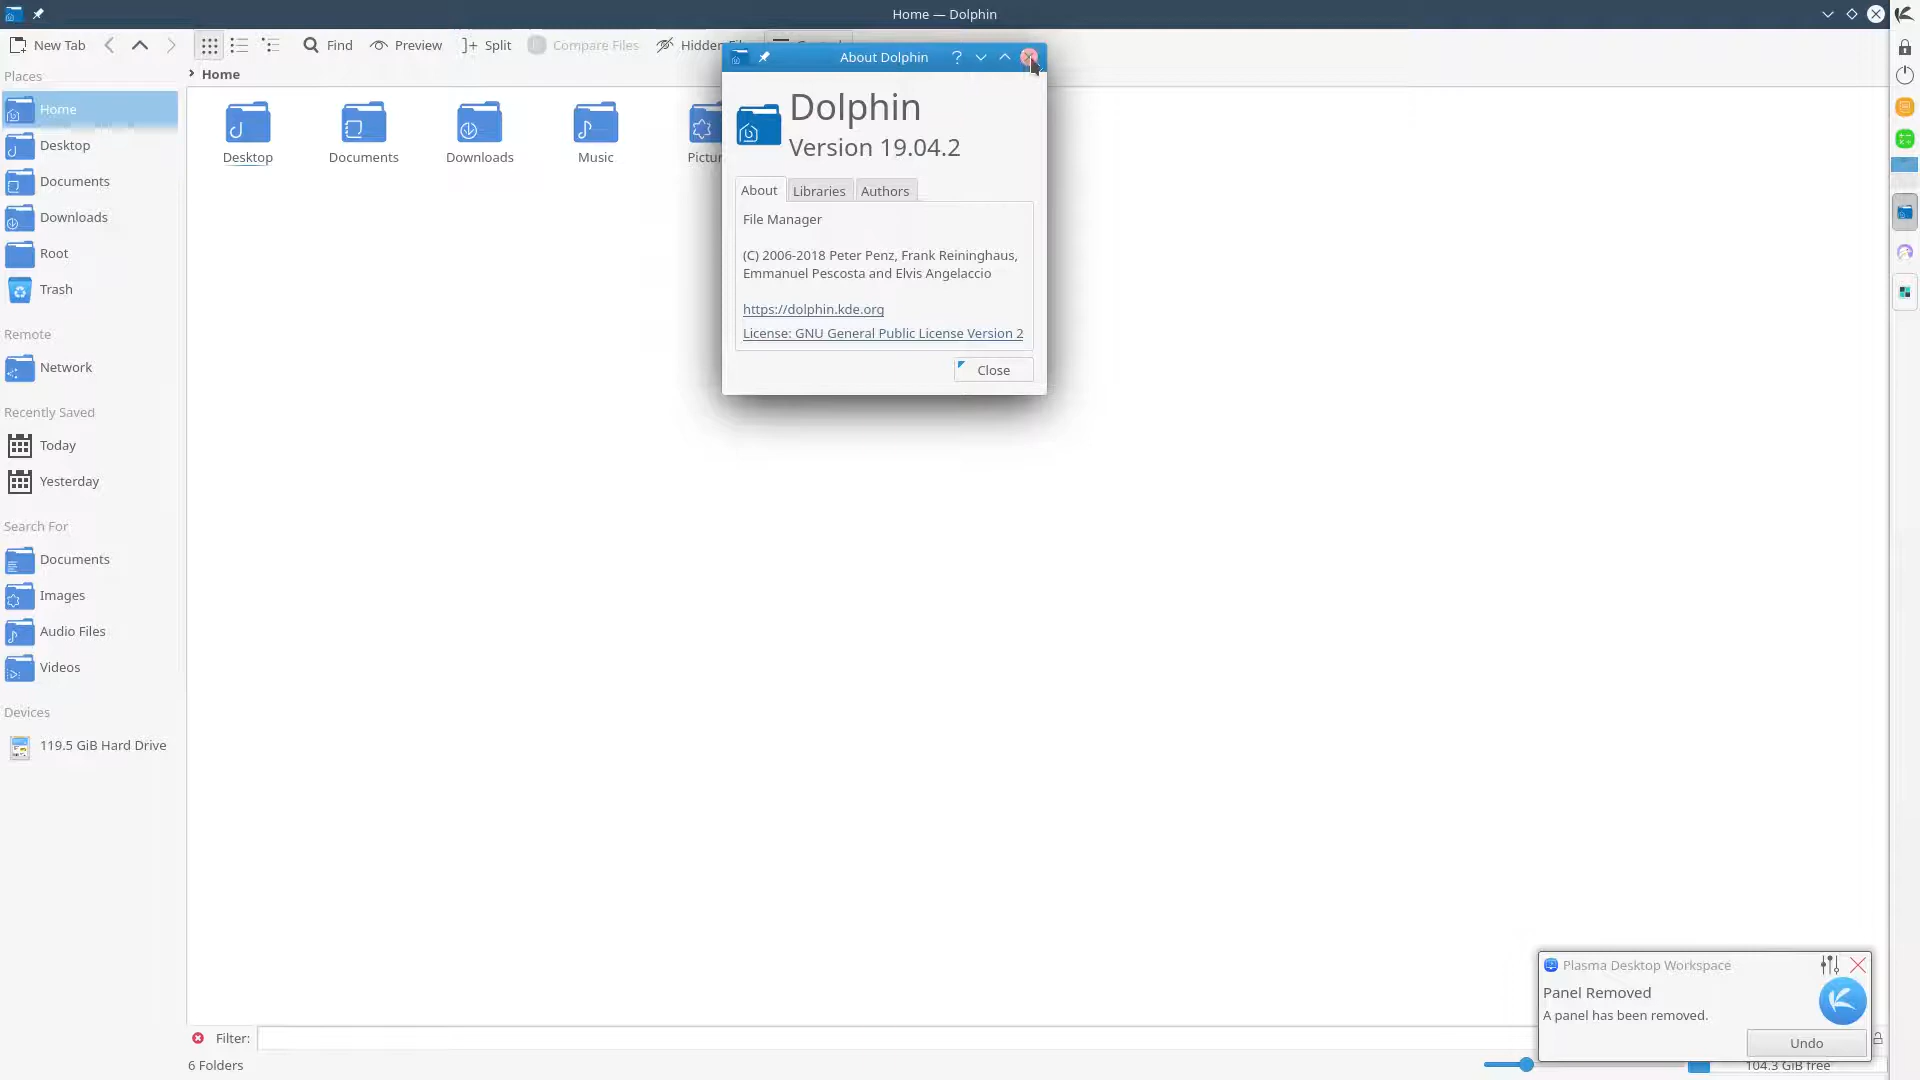 Home — Dolphin
New Tab
Find
Preview
Split
Compare Files
Places
Home
Home
Desktop
Documents
Downloads
Root
Trash
Remote
Network
Recently Saved
Today
Yesterday
Search For
Documents
Images
Audio Files
Videos
Devices
119.5 GiB Hard Drive
Desktop
Documents
Downloads
Music
About Dolphin
Dolphin
Version 19.04.2
About
Libraries
Authors
File Manager
(C) 2006-2018 Peter Penz, Frank Reininghaus,
Emmanuel Pescosta and Elvis Angelaccio
https://dolphin.kde.org
License: GNU General Public License Version 2
Close
Plasma Desktop Workspace
Panel Removed
A panel has been removed.
Undo
Filter:
6 Folders
104.3 GiB free